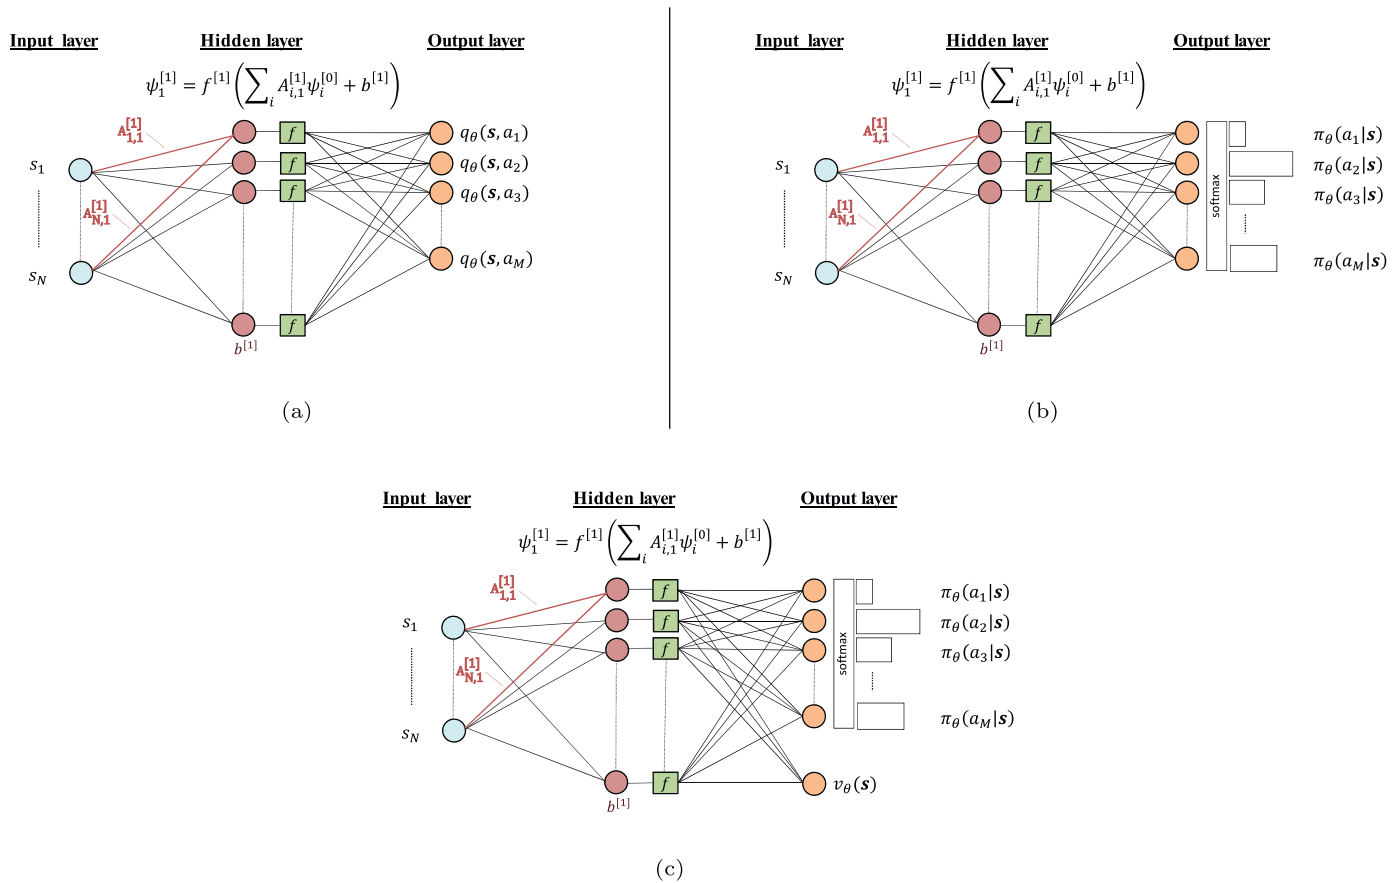 Input layer Hidden layer Output layer
ψ₁^[1] = f^[1] (∑_i A_{i,1}^[1] ψ_i^[0] + b^[1])
A_{1,1}^[1]
s_1
A_{N,1}^[1]
s_N
f
f
f
f
b^[1]
q_θ(s, a_1)
q_θ(s, a_2)
q_θ(s, a_3)
q_θ(s, a_M)
(a)
Input layer Hidden layer Output layer
ψ₁^[1] = f^[1] (∑_i A_{i,1}^[1] ψ_i^[0] + b^[1])
A_{1,1}^[1]
s_1
A_{N,1}^[1]
s_N
f
f
f
f
b^[1]
softmax
π_θ(a_1|s)
π_θ(a_2|s)
π_θ(a_3|s)
π_θ(a_M|s)
(b)
Input layer Hidden layer Output layer
ψ₁^[1] = f^[1] (∑_i A_{i,1}^[1] ψ_i^[0] + b^[1])
A_{1,1}^[1]
s_1
A_{N,1}^[1]
s_N
f
f
f
f
b^[1]
softmax
π_θ(a_1|s)
π_θ(a_2|s)
π_θ(a_3|s)
π_θ(a_M|s)
v_θ(s)
(c)